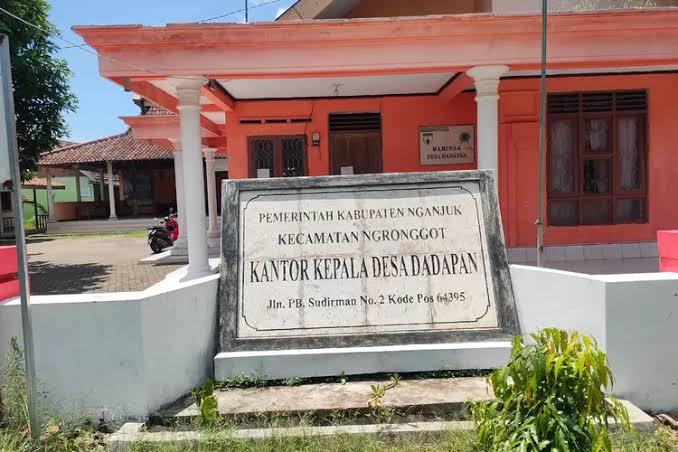 BABINSA
DESA DADAPAN
PEMERINTAH KABUPATEN NGANJUK
KECAMATAN NGRONGGOT
KANTOR KEPALA DESA DADAPAN
Jln. PB. Sudirman No. 2 Kode Pos 64395